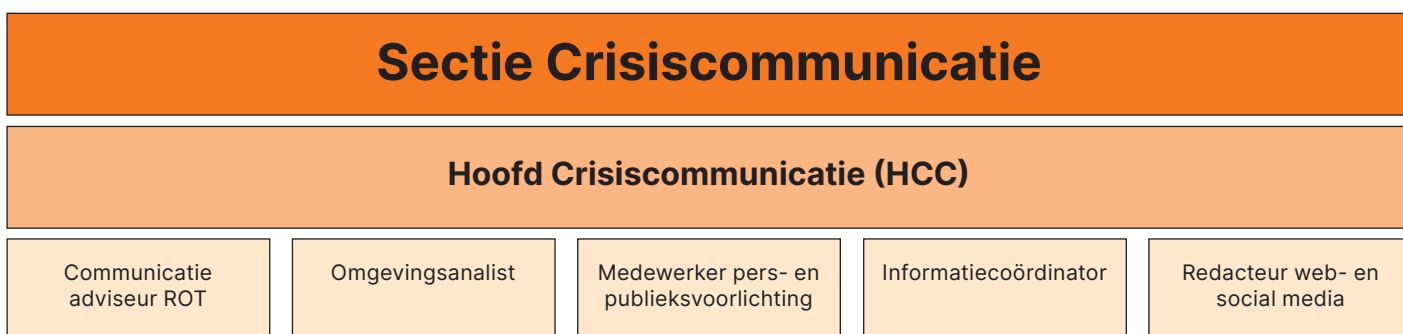 Sectie Crisiscommunicatie
Hoofd Crisiscommunicatie (HCC)
Communicatie
adviseur ROT
Omgevingsanalist
Medewerker pers- en
publieksvoorlichting
Informatiecoördinator
Redacteur web- en
social media